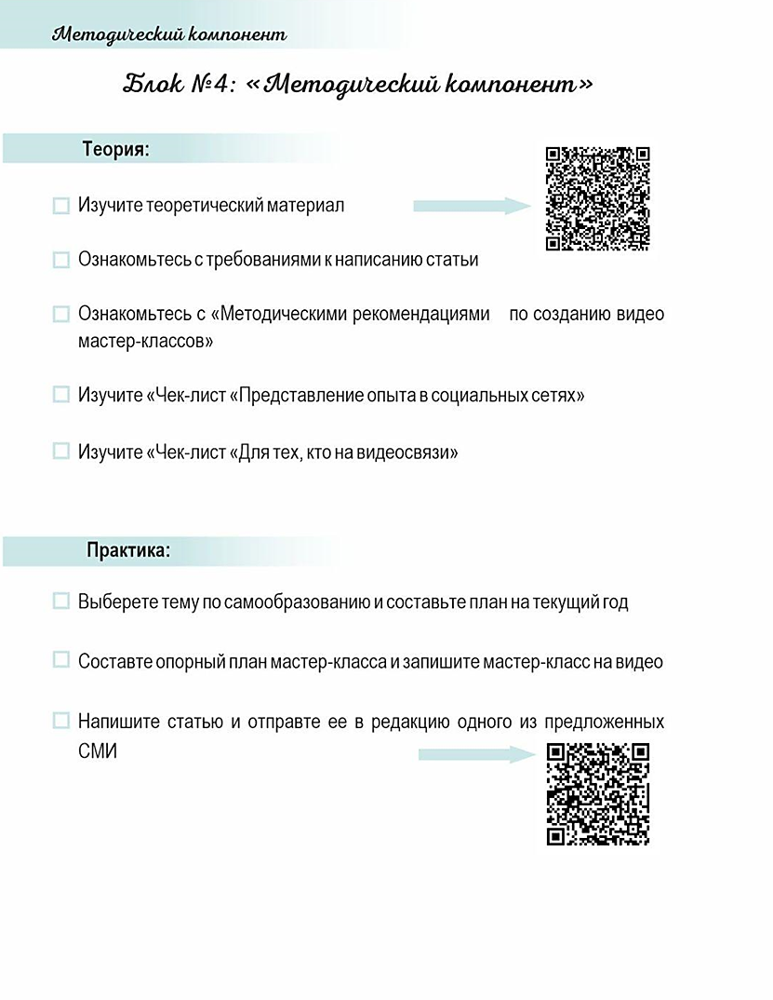 Методический компонент
Блок №4: «Методический компонент»
Теория:
Изучите теоретический материал
Ознакомьтесь с требованиями к написанию статьи
Ознакомьтесь с «Методическими рекомендациями по созданию видео
мастер-классов»
Изучите «Чек-лист «Представление опыта в социальных сетях»
Изучите «Чек-лист «Для тех, кто на видеосвязи»
Практика:
Выберете тему по самообразованию и составьте план на текущий год
Составте опорный план мастер-класса и запишите мастер-класс на видео
Напишите статью и отправте ее в редакцию одного из предложенных
СМИ